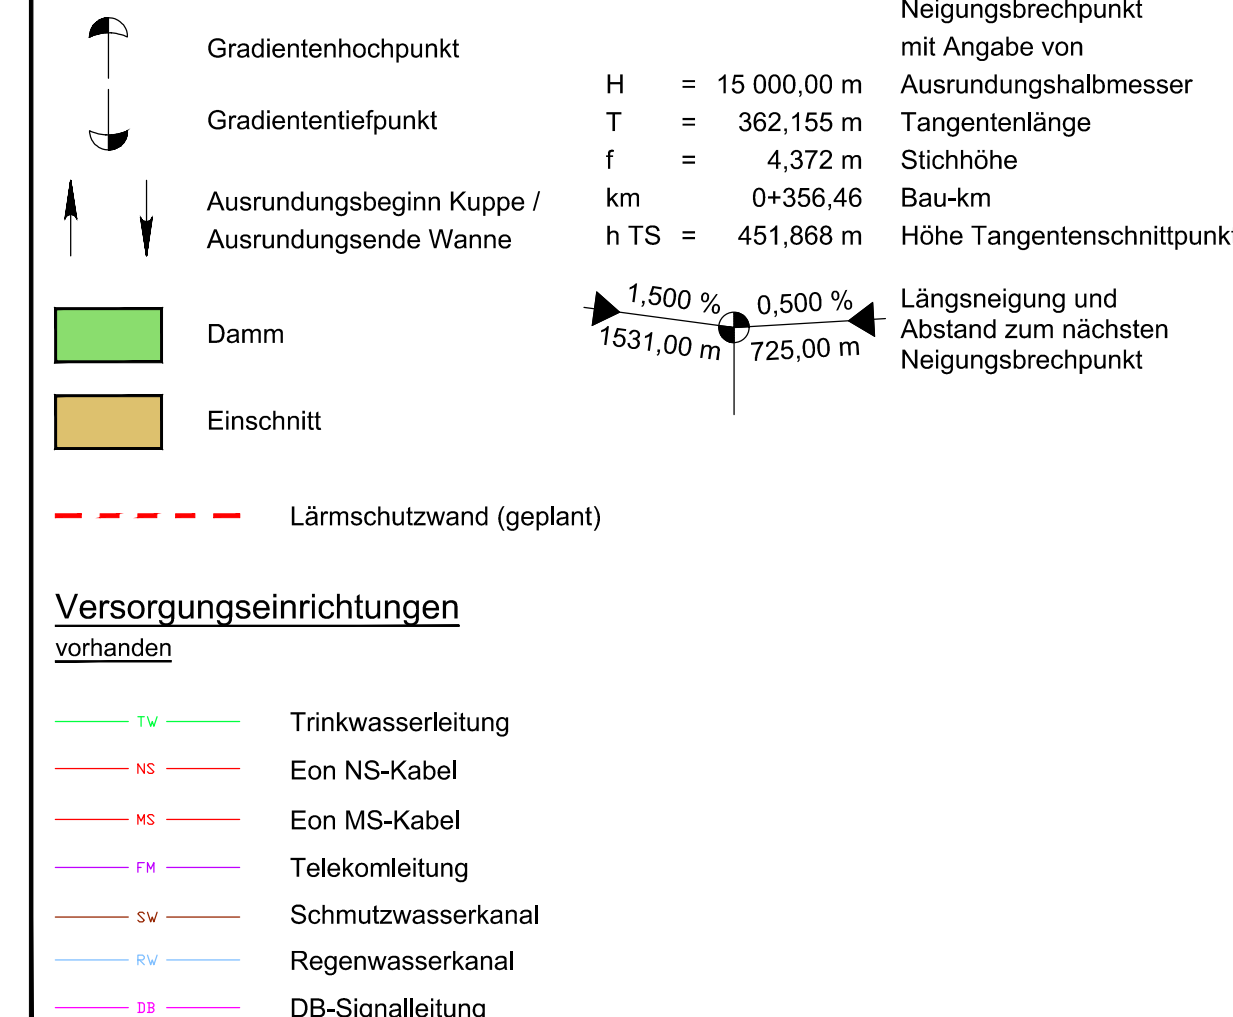 Gradientenhochpunkt
Gradiententiefpunkt
Ausrundungsbeginn Kuppe /
Ausrundungsende Wanne
Damm
Einschnitt
Lärmschutzwand (geplant)
Neigungsbrechpunkt
mit Angabe von
H = 15 000,00 m Ausrundungshalbmesser
T = 362,155 m Tangentenlänge
f = 4,372 m Stichhöhe
km 0+356,46 Bau-km
h TS = 451,868 m Höhe Tangentenschnittpunkt
1,500 % 0,500 %
1531,00 m 725,00 m
Längsneigung und
Abstand zum nächsten
Neigungsbrechpunkt
Versorgungseinrichtungen
vorhanden
TW Trinkwasserleitung
NS Eon NS-Kabel
MS Eon MS-Kabel
FM Telekomleitung
SW Schmutzwasserkanal
RW Regenwasserkanal
DB DB-Signalleitung